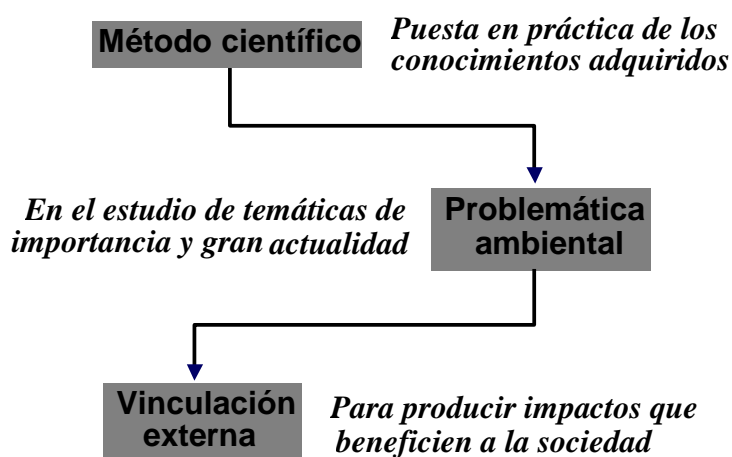 Método científico
Puesta en práctica de los
conocimientos adquiridos
En el estudio de temáticas de
importancia y gran actualidad
Problemática
ambiental
Vinculación
externa
Para producir impactos que
beneficien a la sociedad